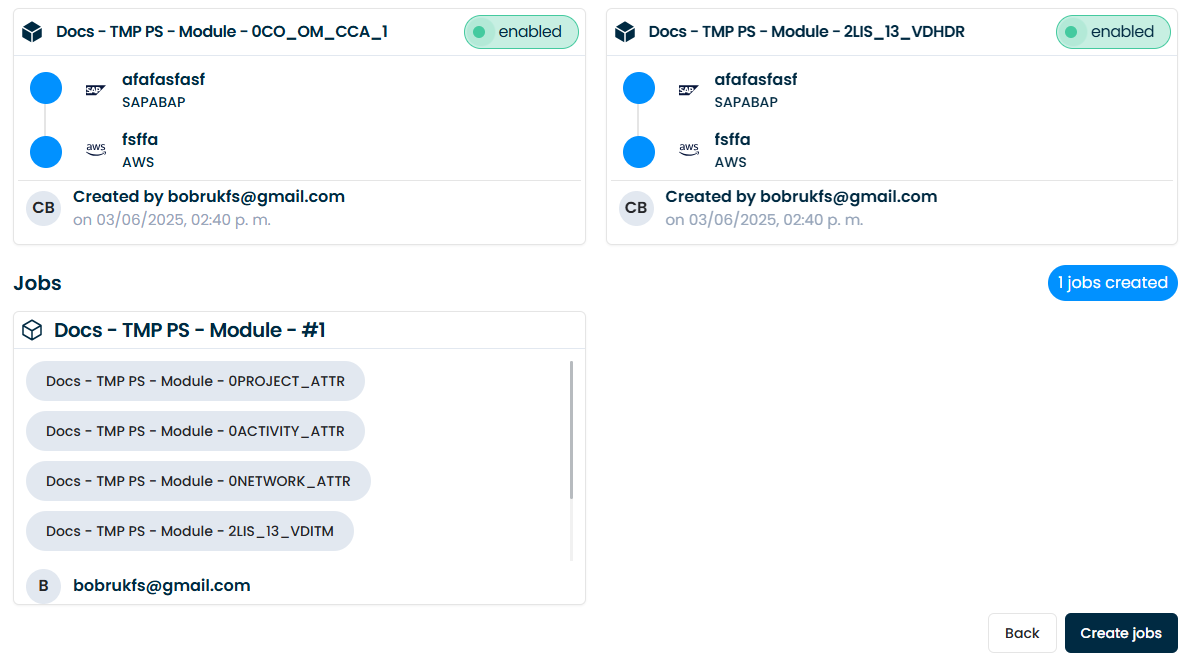 Docs - TMP PS - Module - 0CO_OM_CCA_1
enabled
SAP
afafasfasf
SAPABAP
aws
fsffa
AWS
CB
Created by bobrukfs@gmail.com
on 03/06/2025, 02:40 p. m.
Docs - TMP PS - Module - 2LIS_13_VDHDR
enabled
SAP
afafasfasf
SAPABAP
aws
fsffa
AWS
CB
Created by bobrukfs@gmail.com
on 03/06/2025, 02:40 p. m.
Jobs
1 jobs created
Docs - TMP PS - Module - #1
Docs - TMP PS - Module - 0PROJECT_ATTR
Docs - TMP PS - Module - 0ACTIVITY_ATTR
Docs - TMP PS - Module - 0NETWORK_ATTR
Docs - TMP PS - Module - 2LIS_13_VDITM
B
bobrukfs@gmail.com
Back
Create jobs